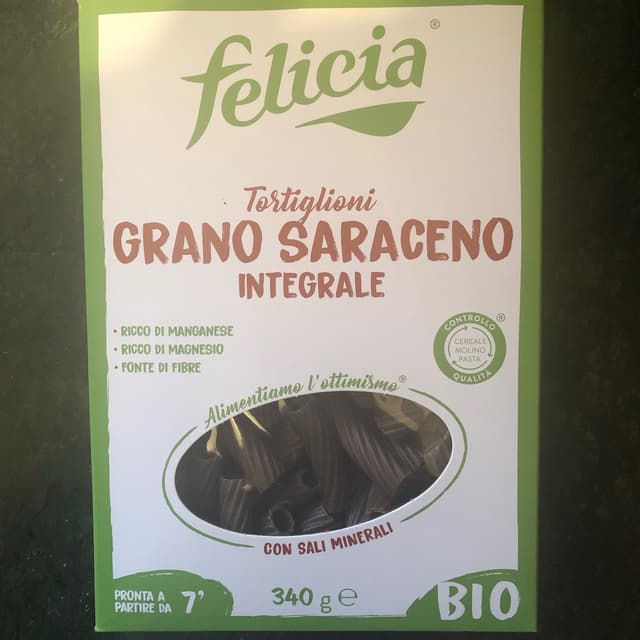 felicia®
Tortiglioni
GRANO SARACENO
INTEGRALE
• RICCO DI MANGANESE
• RICCO DI MAGNESIO
• FONTE DI FIBRE
CONTROLLO ®
CEREALE
MOLINO
PASTA
QUALITÀ
Alimentiamo l'ottimismo®
CON SALI MINERALI
PRONTA A
PARTIRE DA 7'
340 g ℮
BIO